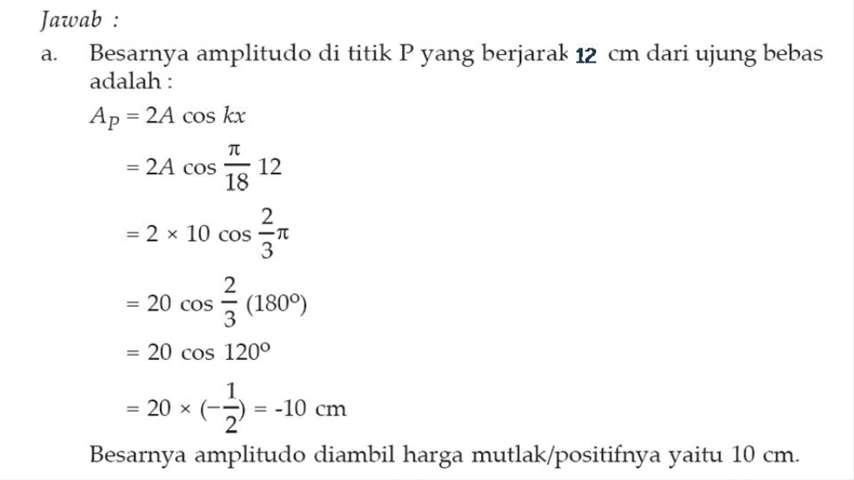 Jawab :
a. Besarnya amplitudo di titik P yang berjarak 12 cm dari ujung bebas
adalah :
A_P = 2A cos kx
= 2A cos π/18 12
= 2 × 10 cos 2/3 π
= 20 cos 2/3 (180°)
= 20 cos 120°
= 20 × (−1/2) = -10 cm
Besarnya amplitudo diambil harga mutlak/positifnya yaitu 10 cm.